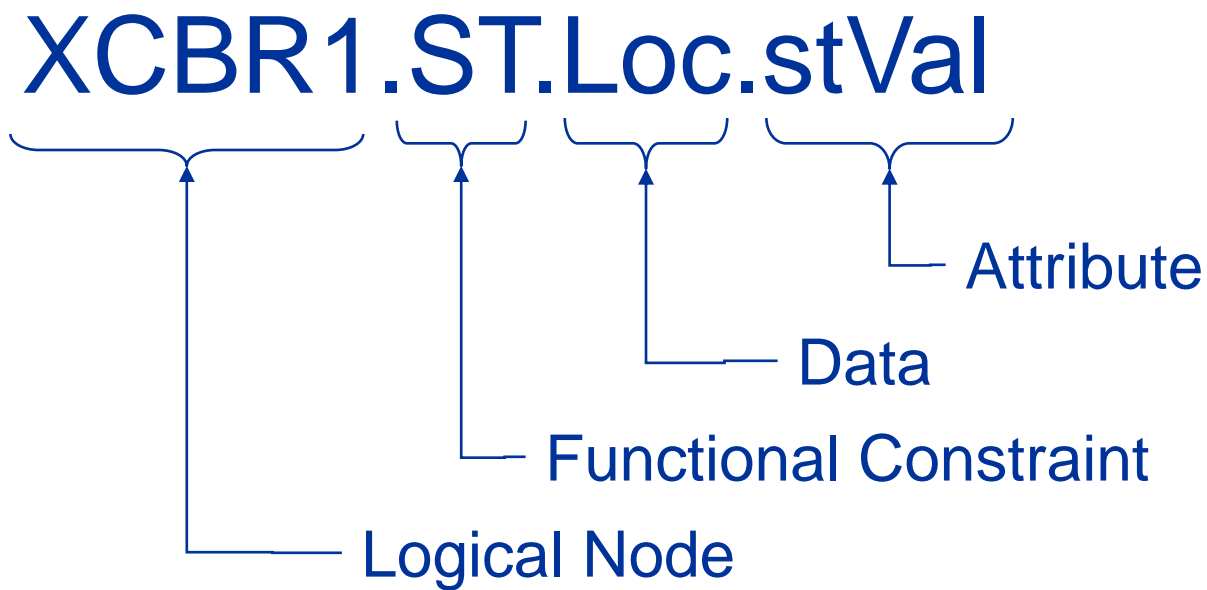 XCBR1.ST.Loc.stVal
Attribute
Data
Functional Constraint
Logical Node